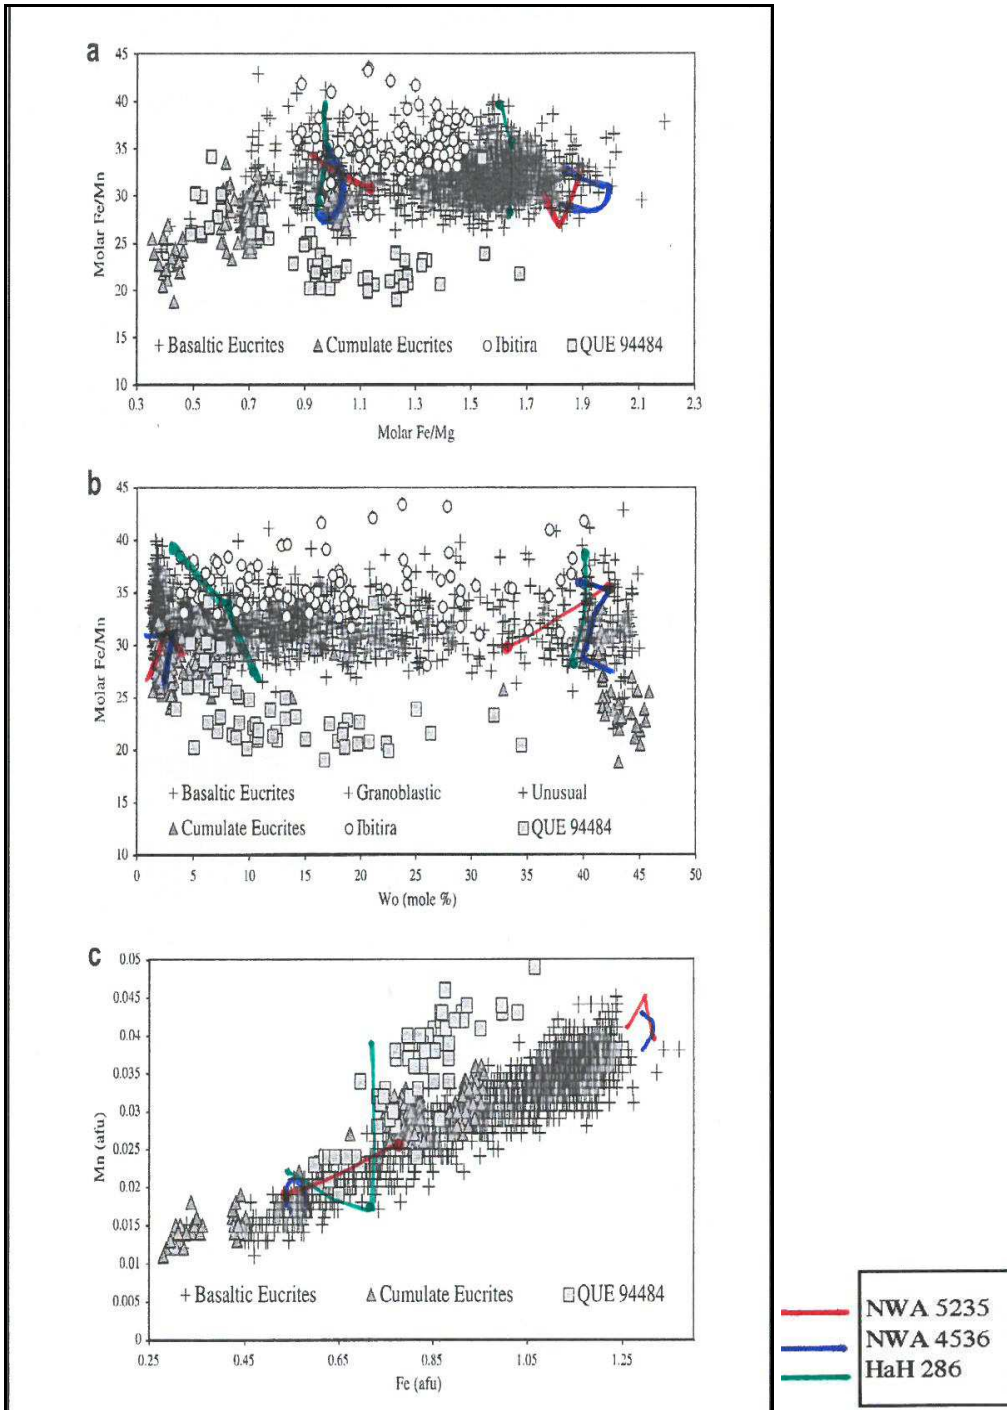 a
45
40
35
30
25
20
15
10
Molar Fe/Mn
Basaltic Eucrites Cumulate Eucrites Ibitira QUE 94484
0.3 0.5 0.7 0.9 1.1 1.3 1.5 1.7 1.9 2.1 2.3
Molar Fe/Mg
b
45
40
35
30
25
20
15
10
Molar Fe/Mn
Basaltic Eucrites Granoblastic Unusual
Cumulate Eucrites Ibitira QUE 94484
0 5 10 15 20 25 30 35 40 45 50
Wo (mole %)
c
0.05
0.045
0.04
0.035
0.03
0.025
0.02
0.015
0.01
0.005
0
Mn (afu)
Basaltic Eucrites Cumulate Eucrites QUE 94484
0.25 0.45 0.65 0.85 1.05 1.25
Fe (afu)
NWA 5235
NWA 4536
HaH 286